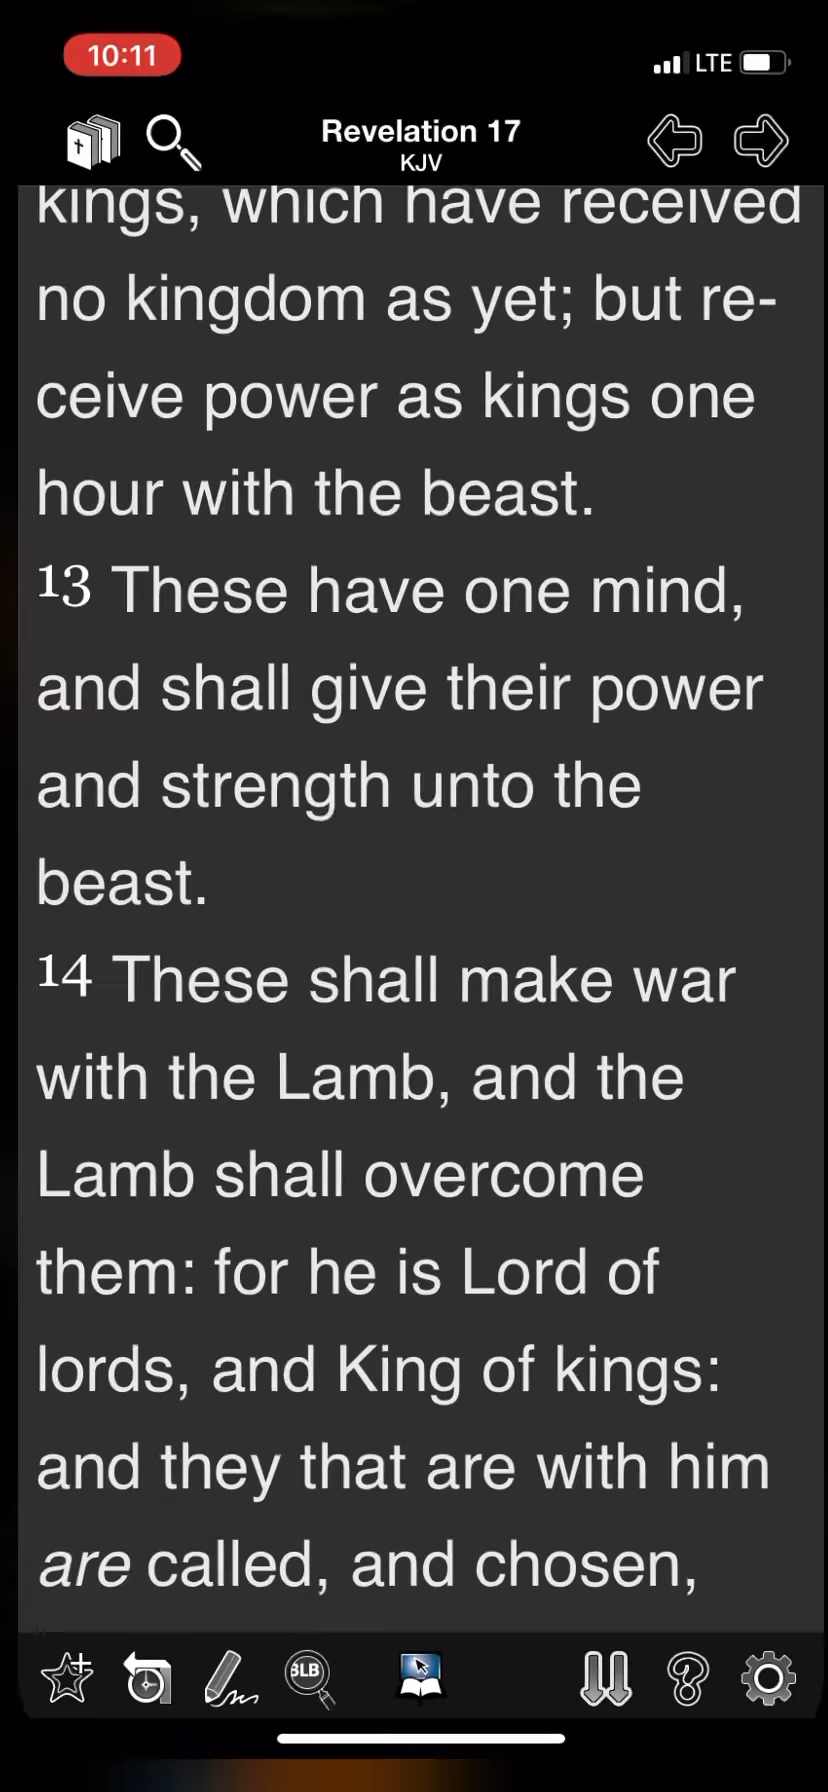 10:11
LTE
Revelation 17
KJV
kings, which have received
no kingdom as yet; but re-
ceive power as kings one
hour with the beast.
13 These have one mind,
and shall give their power
and strength unto the
beast.
14 These shall make war
with the Lamb, and the
Lamb shall overcome
them: for he is Lord of
lords, and King of kings:
and they that are with him
are called, and chosen,
BLB